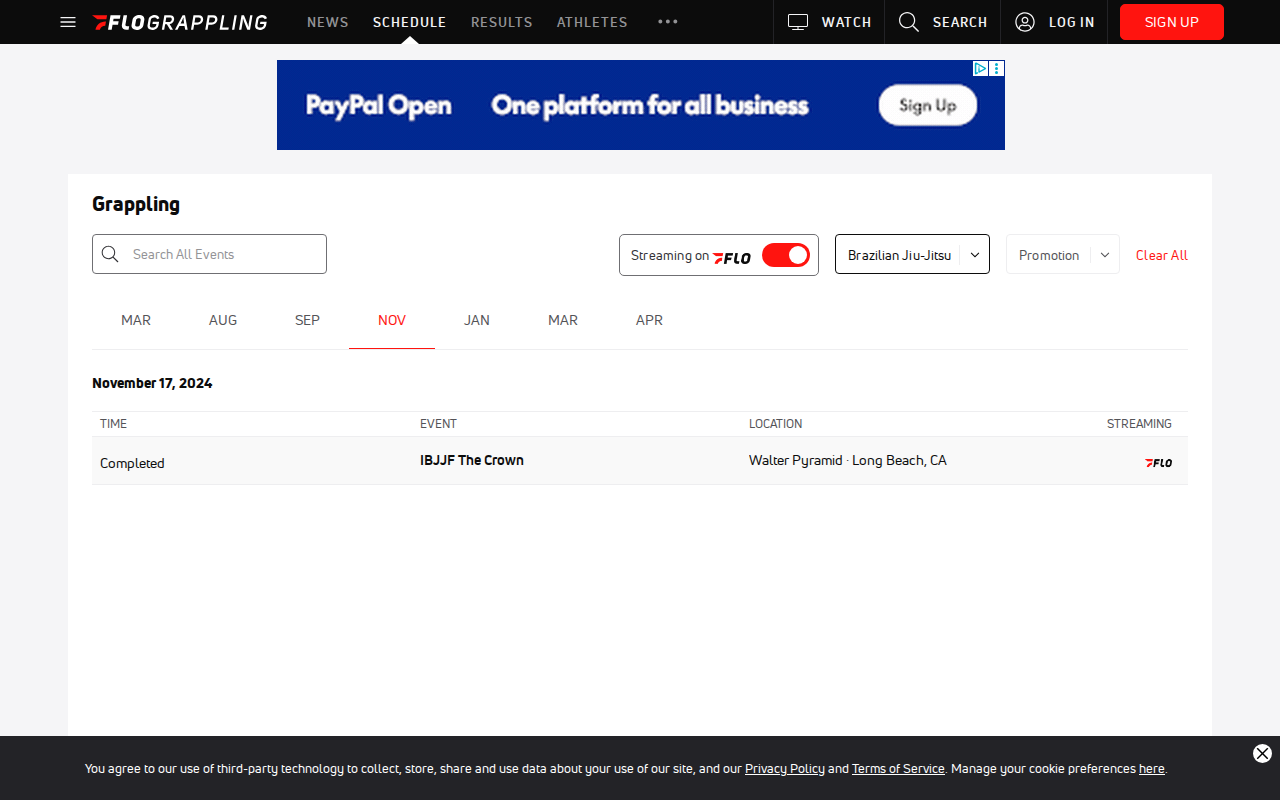 FLOGRAPPLING NEWS SCHEDULE RESULTS ATHLETES ••• WATCH SEARCH LOG IN SIGN UP
PayPal Open One platform for all business Sign Up
Grappling
Search All Events Streaming on FLO Brazilian Jiu-Jitsu Promotion Clear All
MAR AUG SEP NOV JAN MAR APR
November 17, 2024
TIME EVENT LOCATION STREAMING
Completed IBJJF The Crown Walter Pyramid · Long Beach, CA FLO
You agree to our use of third-party technology to collect, store, share and use data about your use of our site, and our Privacy Policy and Terms of Service. Manage your cookie preferences here.